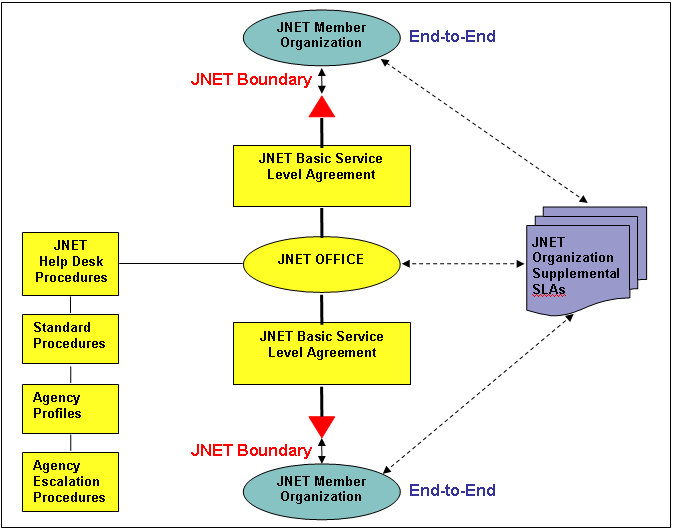 JNET Member
Organization
End-to-End
JNET Boundary
JNET Basic Service
Level Agreement
JNET
Help Desk
Procedures
JNET OFFICE
JNET
Organization
Supplemental
SLAs
Standard
Procedures
JNET Basic Service
Level Agreement
Agency
Profiles
JNET Boundary
Agency
Escalation
Procedures
JNET Member
Organization
End-to-End